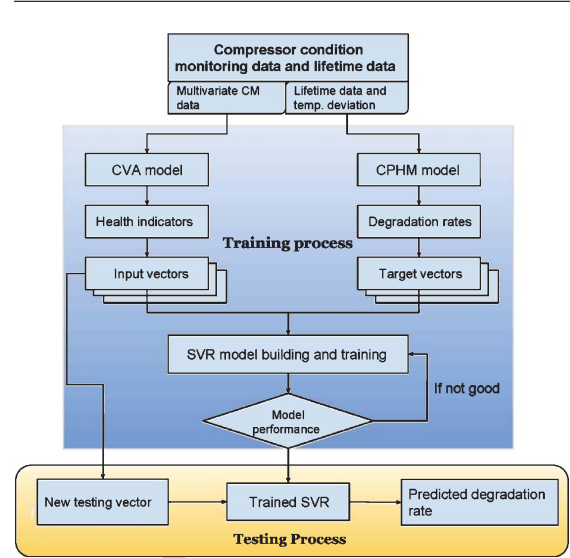 Compressor condition
monitoring data and lifetime data
Multivariate CM
data
Lifetime data and
temp. deviation
CVA model
CPHM model
Health indicators
Degradation rates
Training process
Input vectors
Target vectors
SVR model building and training
If not good
Model
performance
New testing vector
Trained SVR
Predicted degradation
rate
Testing Process